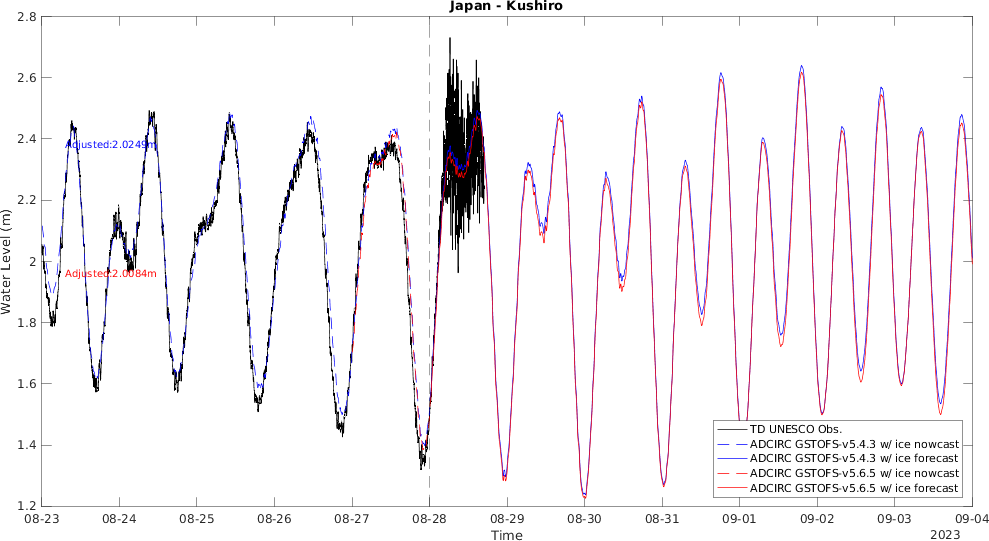 Japan - Kushiro
2.8
2.6
2.4
2.2
2
1.8
1.6
1.4
1.2
Water Level (m)
Adjusted:2.0249m
Adjusted:2.0084m
TD UNESCO Obs.
ADCIRC GSTOFS-v5.4.3 w/ ice nowcast
ADCIRC GSTOFS-v5.4.3 w/ ice forecast
ADCIRC GSTOFS-v5.6.5 w/ ice nowcast
ADCIRC GSTOFS-v5.6.5 w/ ice forecast
08-23 08-24 08-25 08-26 08-27 08-28 08-29 08-30 08-31 09-01 09-02 09-03 09-04
Time
2023